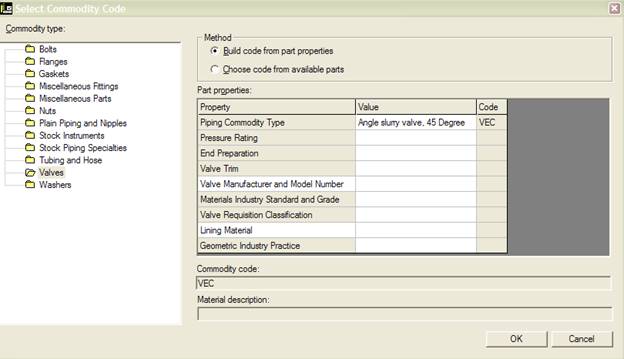 Select Commodity Code
Commodity type:
Bolts
Flanges
Gaskets
Miscellaneous Fittings
Miscellaneous Parts
Nuts
Plain Piping and Nipples
Stock Instruments
Stock Piping Specialties
Tubing and Hose
Valves
Washers
Method
Build code from part properties
Choose code from available parts
Part properties:
Property Value Code
Piping Commodity Type Angle slurry valve, 45 Degree VEC
Pressure Rating
End Preparation
Valve Trim
Valve Manufacturer and Model Number
Materials Industry Standard and Grade
Valve Requisition Classification
Lining Material
Geometric Industry Practice
Commodity code:
VEC
Material description:
OK Cancel